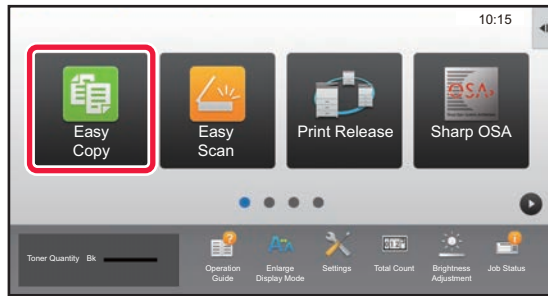 10:15
Easy
Copy
Easy
Scan
Print Release
Sharp OSA
OSA
Toner Quantity Bk
Operation
Guide
Enlarge
Display Mode
Settings
Total Count
Brightness
Adjustment
Job Status